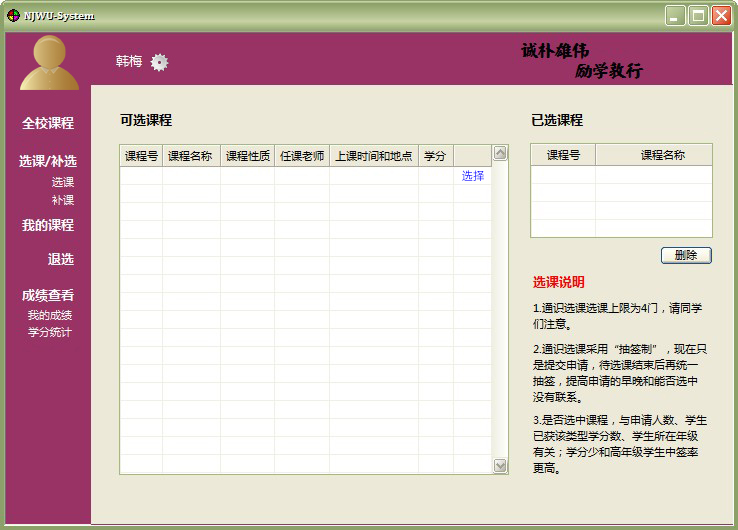 NJWU-System
韩梅
诚朴雄伟
励学敦行
全校课程
选课/补选
选课
补课
我的课程
退选
成绩查看
我的成绩
学分统计
可选课程
课程号 课程名称 课程性质 任课老师 上课时间和地点 学分
选择
已选课程
课程号 课程名称
删除
选课说明
1.通识选课选课上限为4门，请同学
们注意。
2.通识选课采用“抽签制”，现在只
是提交申请，待选课结束后再统一
抽签，提高申请的早晚和能否选中
没有联系。
3.是否选中课程，与申请人数、学生
已获该类型学分数、学生所在年级
有关；学分少和高年级学生中签率
更高。